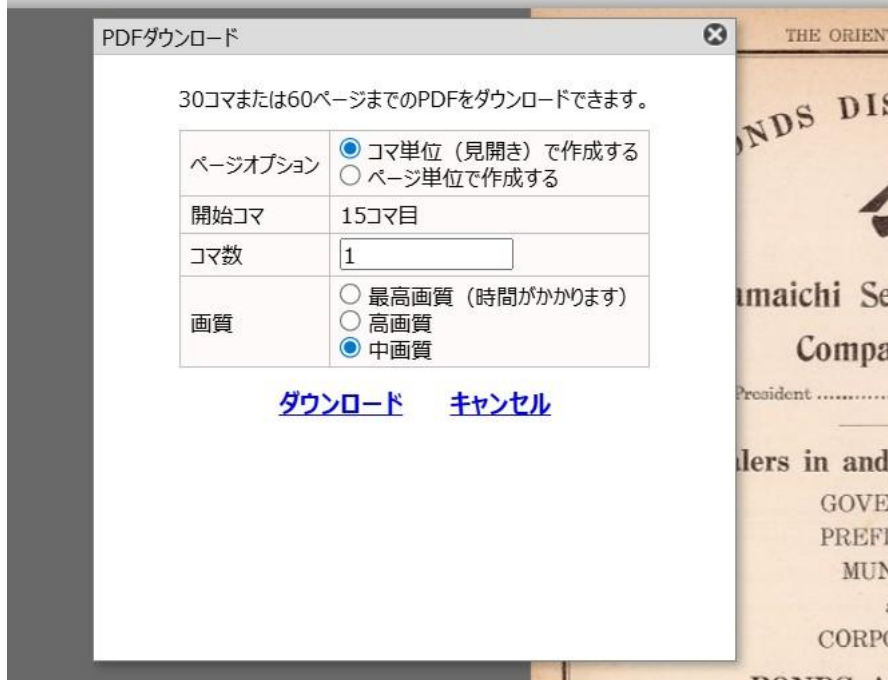 PDFダウンロード
30コマまたは60ページまでのPDFをダウンロードできます。
ページオプション
コマ単位（見開き）で作成する
ページ単位で作成する
開始コマ 15コマ目
コマ数 1
画質
最高画質（時間がかかります）
高画質
中画質
ダウンロード キャンセル
THE ORIEN
ONDS DIS
amaichi Se
Compa
President
lers in and
GOVE
PREF
MUN
CORPO